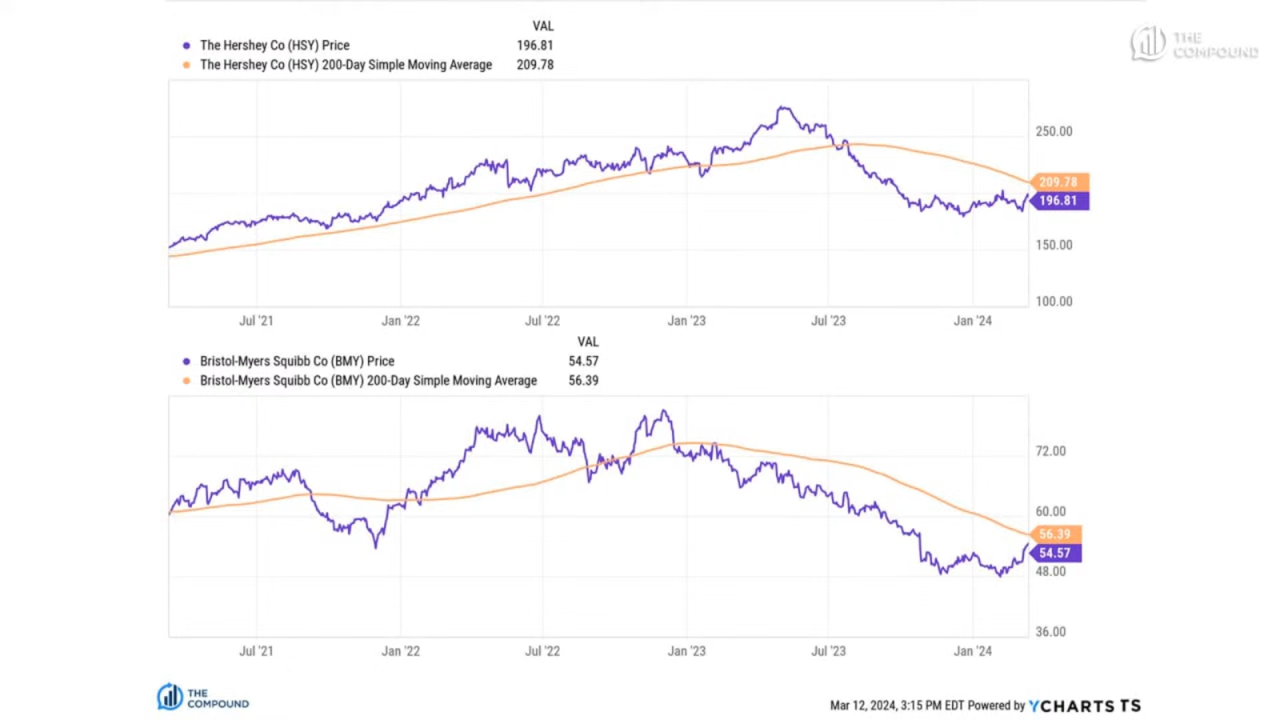 VAL
The Hershey Co (HSY) Price 196.81
The Hershey Co (HSY) 200-Day Simple Moving Average 209.78
THE
COMPOUND
250.00
209.78
196.81
150.00
100.00
Jul '21 Jan '22 Jul '22 Jan '23 Jul '23 Jan '24
VAL
Bristol-Myers Squibb Co (BMY) Price 54.57
Bristol-Myers Squibb Co (BMY) 200-Day Simple Moving Average 56.39
72.00
60.00
56.39
54.57
48.00
36.00
Jul '21 Jan '22 Jul '22 Jan '23 Jul '23 Jan '24
THE
COMPOUND
Mar 12, 2024, 3:15 PM EDT Powered by YCHARTS TS